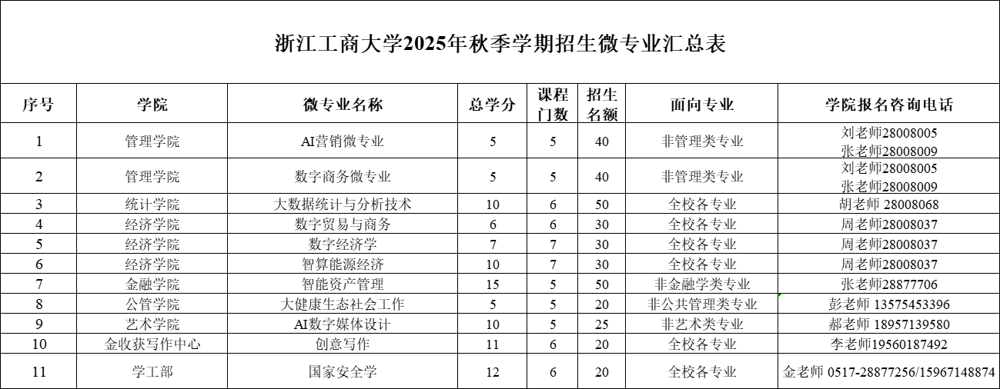 浙江工商大学2025年秋季学期招生微专业汇总表
序号 学院 微专业名称 总学分 课程门数 招生名额 面向专业 学院报名咨询电话
1 管理学院 AI营销微专业 5 5 40 非管理类专业 刘老师28008005
张老师28008009
2 管理学院 数字商务微专业 5 5 40 非管理类专业 刘老师28008005
张老师28008009
3 统计学院 大数据统计与分析技术 10 6 50 全校各专业 胡老师 28008068
4 经济学院 数字贸易与商务 6 6 30 全校各专业 周老师28008037
5 经济学院 数字经济学 7 7 30 全校各专业 周老师28008037
6 经济学院 智算能源经济 10 7 30 全校各专业 周老师28008037
7 金融学院 智能资产管理 15 5 50 非金融学类专业 张老师28877706
8 公管学院 大健康生态社会工作 5 5 20 非公共管理类专业 彭老师 13575453396
9 艺术学院 AI数字媒体设计 10 5 25 非艺术类专业 郝老师 18957139580
10 金收获写作中心 创意写作 11 6 20 全校各专业 李老师19560187492
11 学工部 国家安全学 12 6 20 全校各专业 金老师 0517-28877256/15967148874